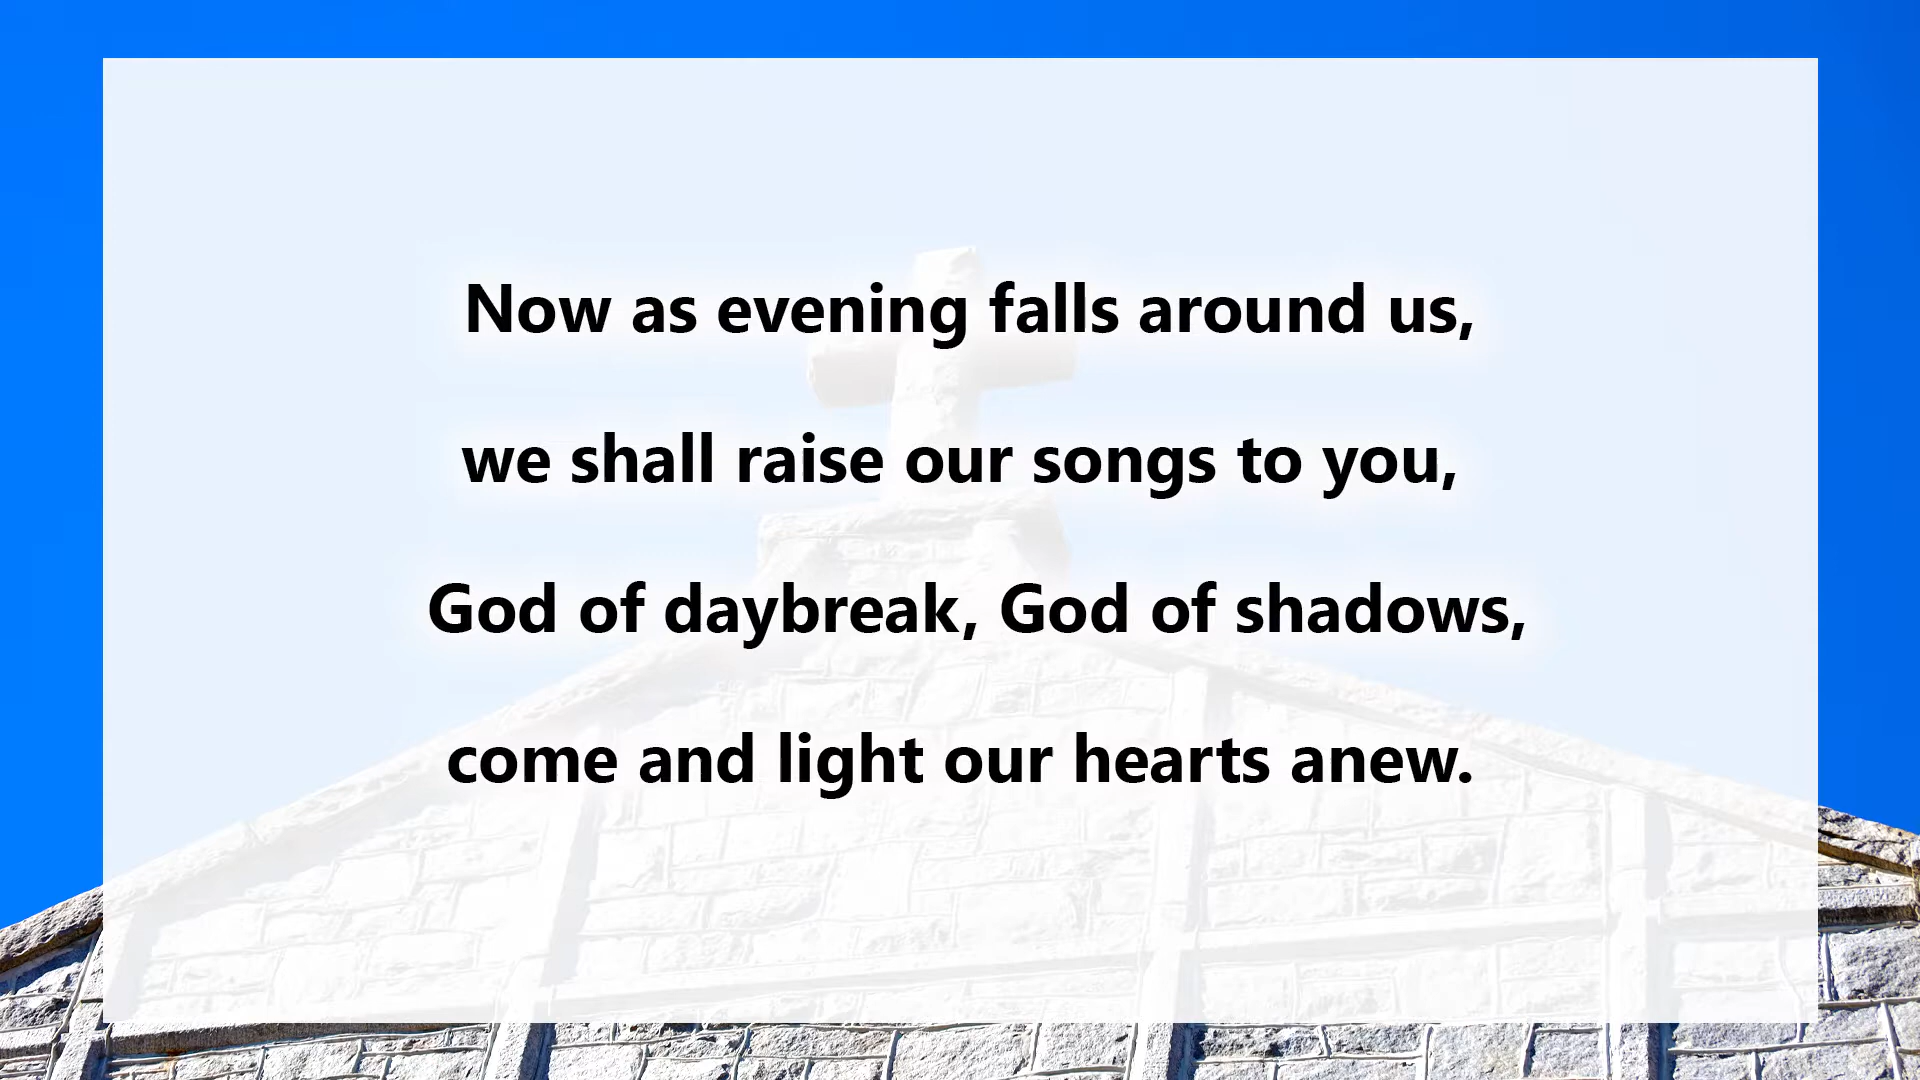 Now as evening falls around us,
we shall raise our songs to you,
God of daybreak, God of shadows,
come and light our hearts anew.